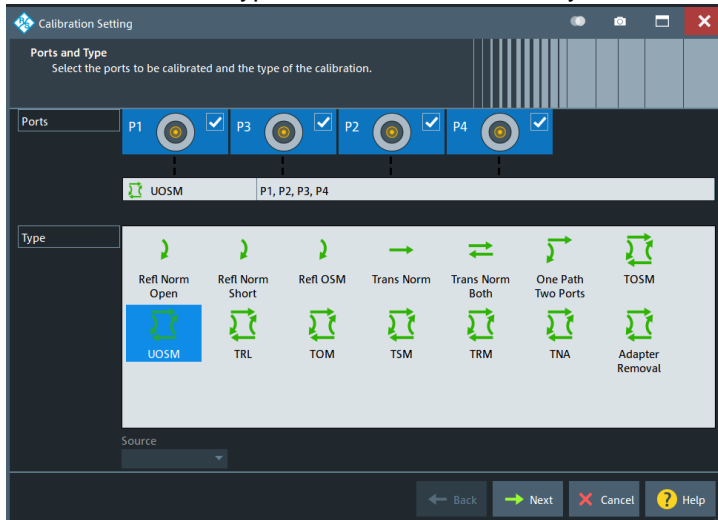 Calibration Setting
Ports and Type
Select the ports to be calibrated and the type of the calibration.
Ports
P1
P3
P2
P4
UOSM
P1, P2, P3, P4
Type
Refl Norm
Open
Refl Norm
Short
Refl OSM
Trans Norm
Trans Norm
Both
One Path
Two Ports
TOSM
UOSM
TRL
TOM
TSM
TRM
TNA
Adapter
Removal
Source
Back
Next
Cancel
? Help